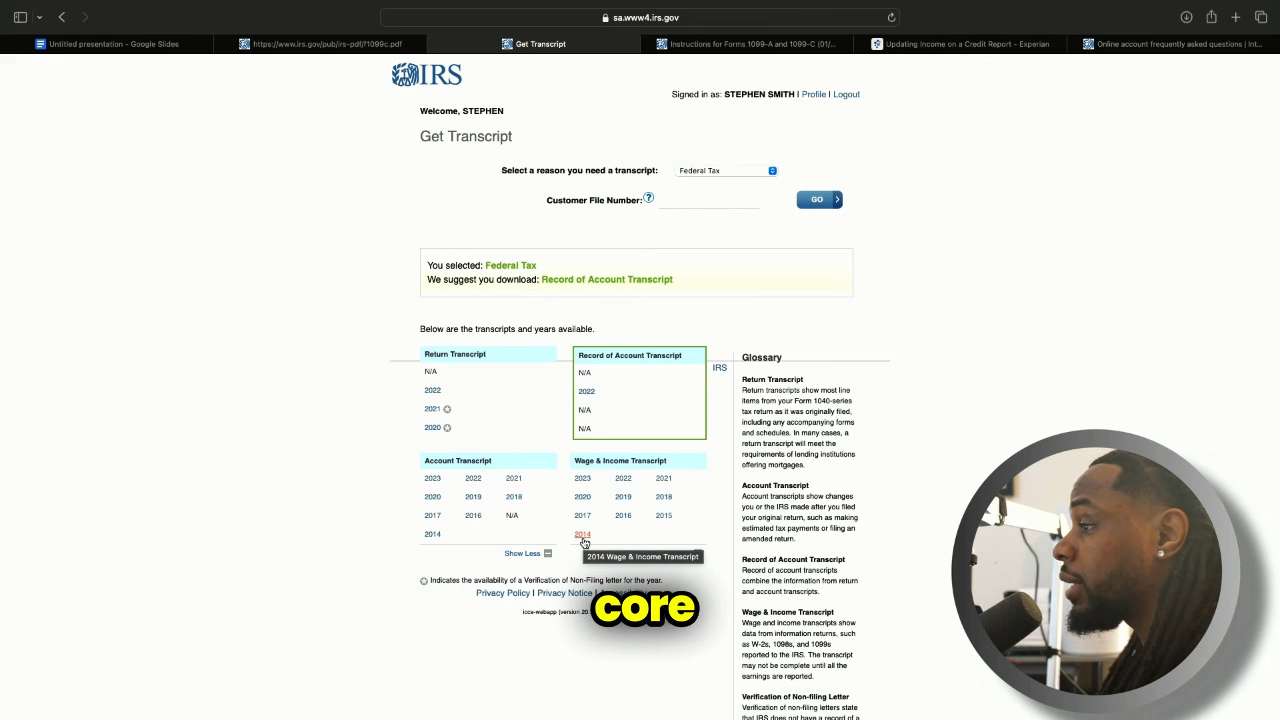 sa.www4.irs.gov
Untitled presentation - Google Slides
https://www.irs.gov/pub/irs-pdf/f1099c.pdf
Get Transcript
Instructions for Forms 1099-A and 1099-C (01/...
Updating Income on a Credit Report - Experian
Online account frequently asked questions | Int...
IRS
Signed in as: STEPHEN SMITH | Profile | Logout
Welcome, STEPHEN
Get Transcript
Select a reason you need a transcript: Federal Tax
Customer File Number: ? GO
You selected: Federal Tax
We suggest you download: Record of Account Transcript
Below are the transcripts and years available.
Return Transcript
N/A
2022
2021
2020
Record of Account Transcript
N/A
2022
N/A
N/A
IRS
Account Transcript
2023 2022 2021
2020 2019 2018
2017 2016 N/A
2014
Show Less
Wage & Income Transcript
2023 2022 2021
2020 2019 2018
2017 2016 2015
2014
2014 Wage & Income Transcript
Indicates the availability of a Verification of Non-Filing letter for the year.
Privacy Policy | Privacy Notice |
icce-webapp (version 20.
core
Glossary
Return Transcript
Return transcripts show most line
items from your Form 1040-series
tax return as it was originally filed,
including any accompanying forms
and schedules. In many cases, a
return transcript will meet the
requirements of lending institutions
offering mortgages.
Account Transcript
Account transcripts show changes
you or the IRS made after you filed
your original return, such as making
estimated tax payments or filing an
amended return.
Record of Account Transcript
Record of account transcripts
combine the information from return
and account transcripts.
Wage & Income Transcript
Wage and income transcripts show
data from information returns, such
as W-2s, 1098s, and 1099s
reported to the IRS. The transcript
may not be complete until all the
earnings are reported.
Verification of Non-filing Letter
Verification of non-filing letters state
that IRS does not have a record of a